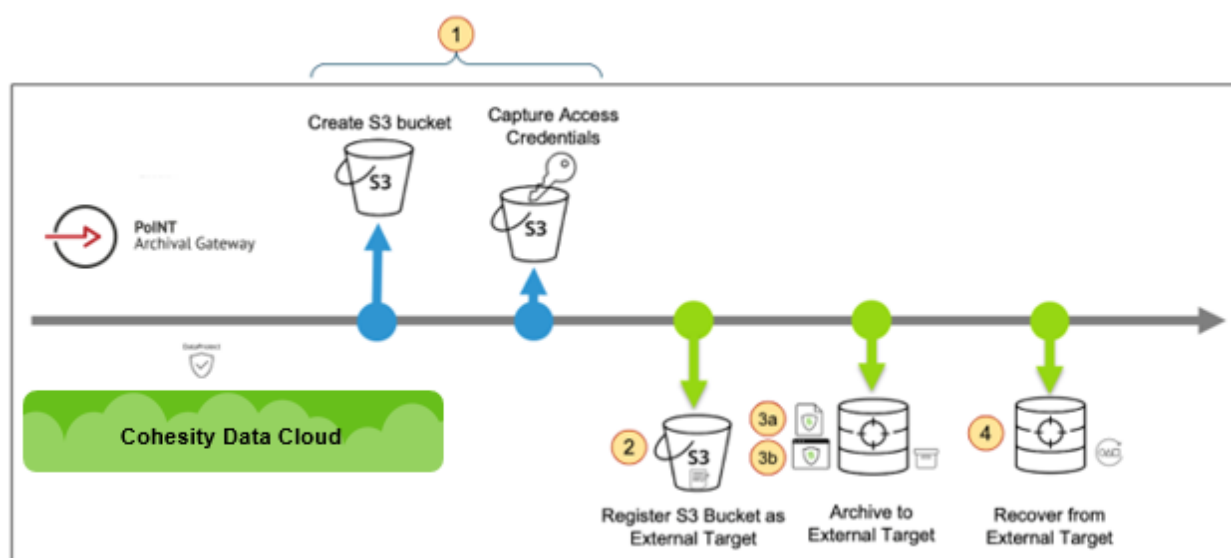 1
Create S3 bucket
Capture Access
Credentials
S3
S3
PoINT
Archival Gateway
DataProtect
Cohesity Data Cloud
2
S3
3a
3b
4
Register S3 Bucket as
External Target
Archive to
External Target
Recover from
External Target